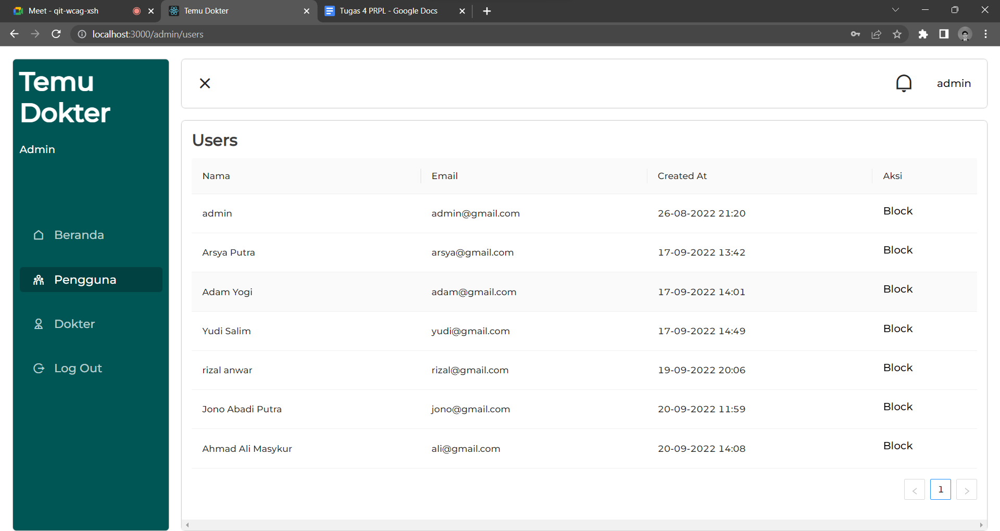 Meet - qit-wcag-xsh
Temu Dokter
Tugas 4 PRPL - Google Docs
localhost:3000/admin/users
Temu
Dokter
Admin
Beranda
Pengguna
Dokter
Log Out
admin
Users
Nama Email Created At Aksi
admin admin@gmail.com 26-08-2022 21:20 Block
Arsya Putra arsya@gmail.com 17-09-2022 13:42 Block
Adam Yogi adam@gmail.com 17-09-2022 14:01 Block
Yudi Salim yudi@gmail.com 17-09-2022 14:49 Block
rizal anwar rizal@gmail.com 19-09-2022 20:06 Block
Jono Abadi Putra jono@gmail.com 20-09-2022 11:59 Block
Ahmad Ali Masykur ali@gmail.com 20-09-2022 14:08 Block
< 1 >